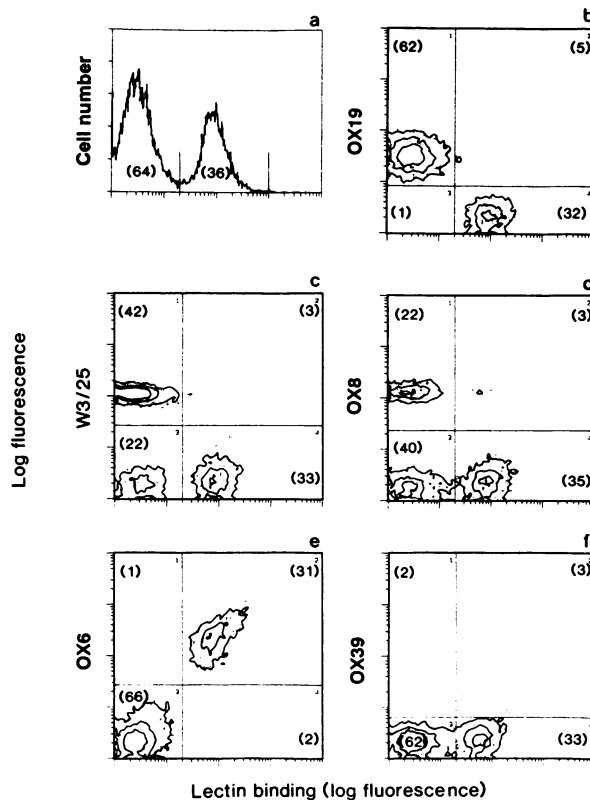 a
Cell number
(64)
(36)
b
OX19
(62)
(5)
(1)
(32)
Log fluorescence
c
W3/25
(42)
(3)
(22)
(33)
d
OX8
(22)
(3)
(40)
(35)
e
OX6
(1)
(31)
(66)
(2)
f
OX39
(2)
(3)
(62)
(33)
Lectin binding (log fluorescence)